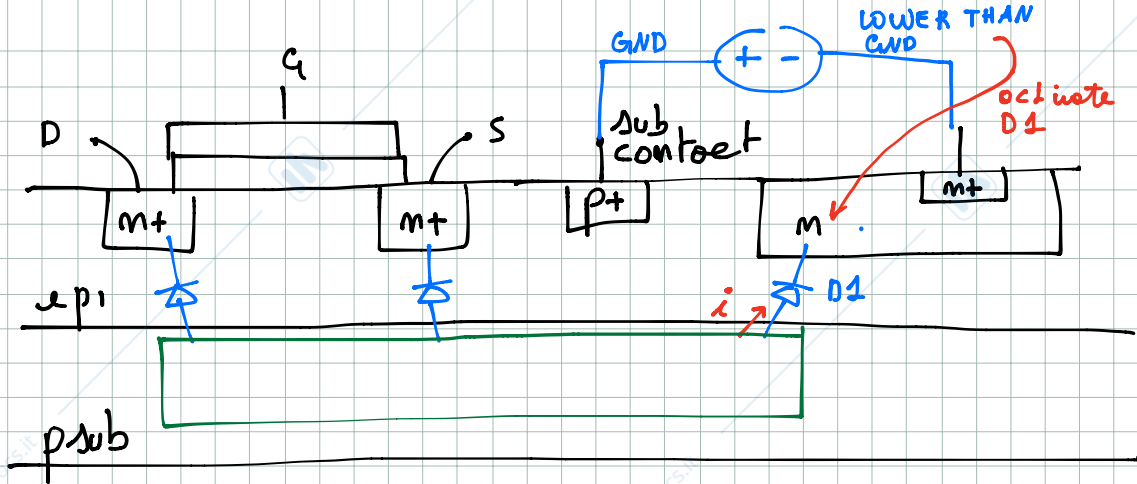 GND
+ -
LOWER THAN
GND
activate
D1
G
D
S
sub
contact
n+
n+
p+
n
n+
epi
i
D1
psub